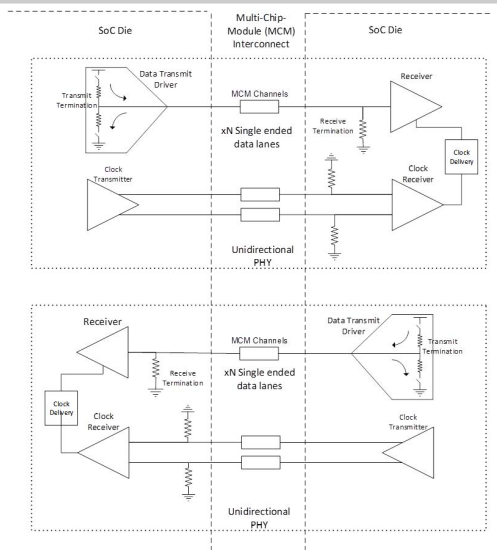 SoC Die
Multi-Chip-
Module (MCM)
Interconnect
SoC Die
Data Transmit
Driver
Transmit
Termination
MCM Channels
xN Single ended
data lanes
Receiver
Receive
Termination
Clock
Delivery
Clock
Transmitter
Clock
Receiver
Unidirectional
PHY
Receiver
MCM Channels
xN Single ended
data lanes
Data Transmit
Driver
Transmit
Termination
Receive
Termination
Clock
Delivery
Clock
Receiver
Clock
Transmitter
Unidirectional
PHY